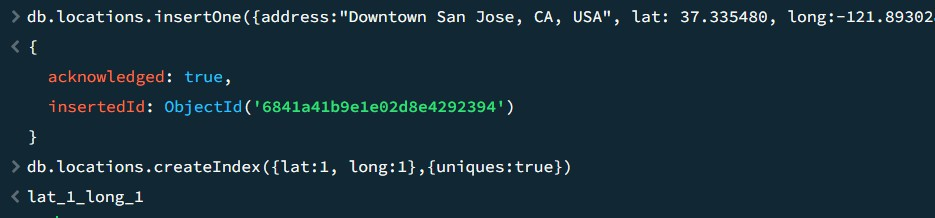 > db.locations.insertOne({address:"Downtown San Jose, CA, USA", lat: 37.335480, long:-121.89302
< {
acknowledged: true,
insertedId: ObjectId('6841a41b9e1e02d8e4292394')
}
> db.locations.createIndex({lat:1, long:1},{uniques:true})
< lat_1_long_1